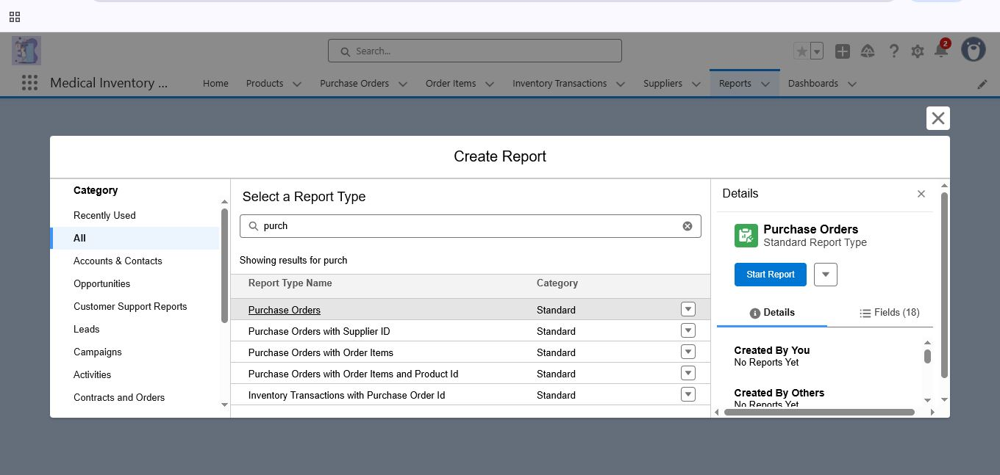 Search...
2
Medical Inventory ...
Home
Products
Purchase Orders
Order Items
Inventory Transactions
Suppliers
Reports
Dashboards
Create Report
Category
Recently Used
All
Accounts & Contacts
Opportunities
Customer Support Reports
Leads
Campaigns
Activities
Contracts and Orders
Select a Report Type
purch
Showing results for purch
Report Type Name Category
Purchase Orders Standard
Purchase Orders with Supplier ID Standard
Purchase Orders with Order Items Standard
Purchase Orders with Order Items and Product Id Standard
Inventory Transactions with Purchase Order Id Standard
Details
Purchase Orders
Standard Report Type
Start Report
Details
Fields (18)
Created By You
No Reports Yet
Created By Others
No Reports Yet